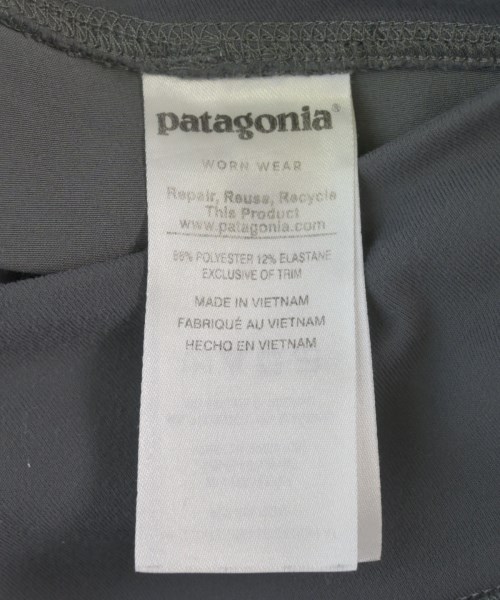 patagonia®
WORN WEAR
Repair, Reuse, Recycle
This Product
www.patagonia.com
88% POLYESTER 12% ELASTANE
EXCLUSIVE OF TRIM
MADE IN VIETNAM
FABRIQUÉ AU VIETNAM
HECHO EN VIETNAM